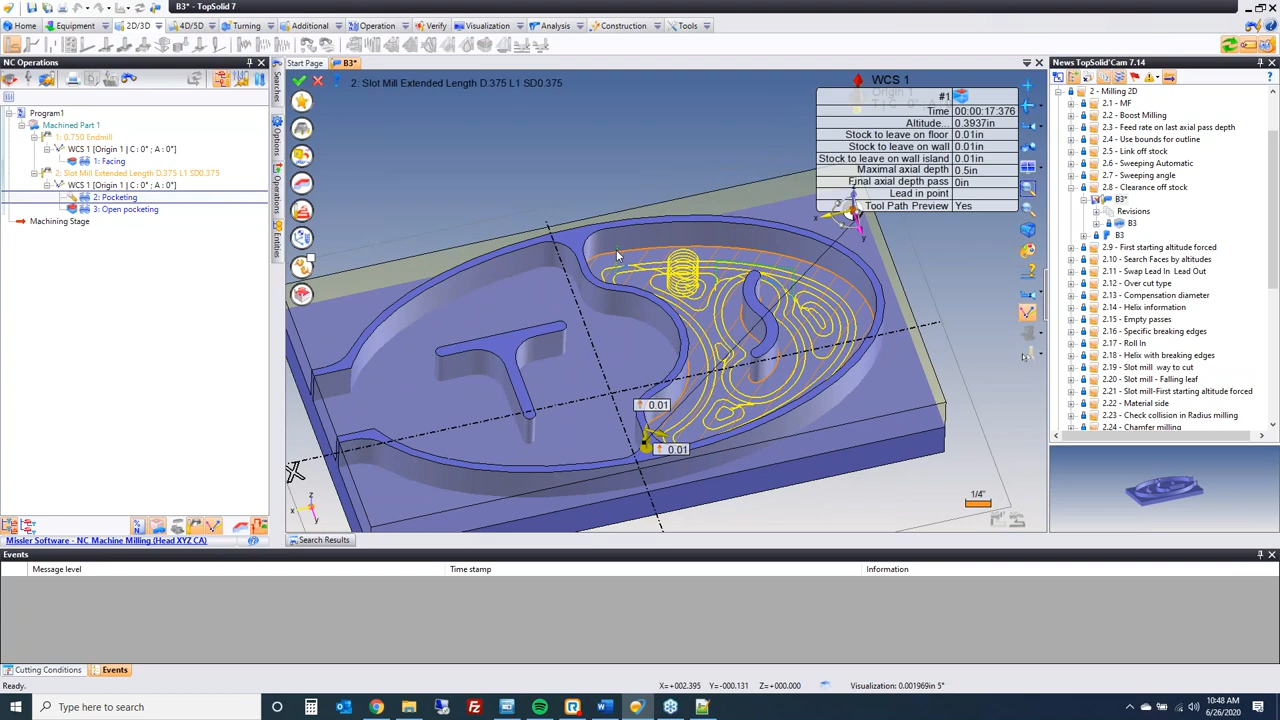 B3* - TopSolid 7
Home
Equipment
2D/3D
4D/5D
Turning
Additional
Operation
Verify
Visualization
Analysis
Construction
Tools
NC Operations
Start Page
B3*
News TopSolid'Cam 7.14
Program1
Machined Part 1
1: 0.750 Endmill
WCS 1 [Origin 1 | C : 0° ; A : 0°]
1: Facing
2: Slot Mill Extended Length D.375 L1 SD0.375
WCS 1 [Origin 1 | C : 0° ; A : 0°]
2: Pocketing
3: Open pocketing
Machining Stage
Searches
Options
Operations
Entities
2: Slot Mill Extended Length D.375 L1 SD0.375
WCS 1
#1
Time 00:00:17.376
Altitude... 0.3937in
Stock to leave on floor 0.01in
Stock to leave on wall 0.01in
Stock to leave on wall island 0.01in
Maximal axial depth 0.5in
Final axial depth pass 0in
Lead in point
Tool Path Preview Yes
x
y
0.01
0.01
X
z
x
y
1/4"
2 - Milling 2D
2.1 - MF
2.2 - Boost Milling
2.3 - Feed rate on last axial pass depth
2.4 - Use bounds for outline
2.5 - Link off stock
2.6 - Sweeping Automatic
2.7 - Sweeping angle
2.8 - Clearance off stock
B3*
Revisions
B3
B3
2.9 - First starting altitude forced
2.10 - Search Faces by altitude
2.11 - Swap Lead In Lead Out
2.12 - Over cut type
2.13 - Compensation diameter
2.14 - Helix information
2.15 - Empty passes
2.16 - Specific breaking edges
2.17 - Roll In
2.18 - Helix with breaking edges
2.19 - Slot mill way to cut
2.20 - Slot mill - Falling leaf
2.21 - Slot mill-First starting altitude forced
2.22 - Material side
2.23 - Check collision in Radius milling
2.24 - Chamfer milling
Missler Software - NC Machine Milling (Head XYZ CA)
Search Results
Events
Message level
Time stamp
Information
Cutting Conditions
Events
Ready.
X=+002.395 Y=-000.131 Z=+000.000
Visualization: 0.001969in 5°
Type here to search
10:48 AM
6/26/2020